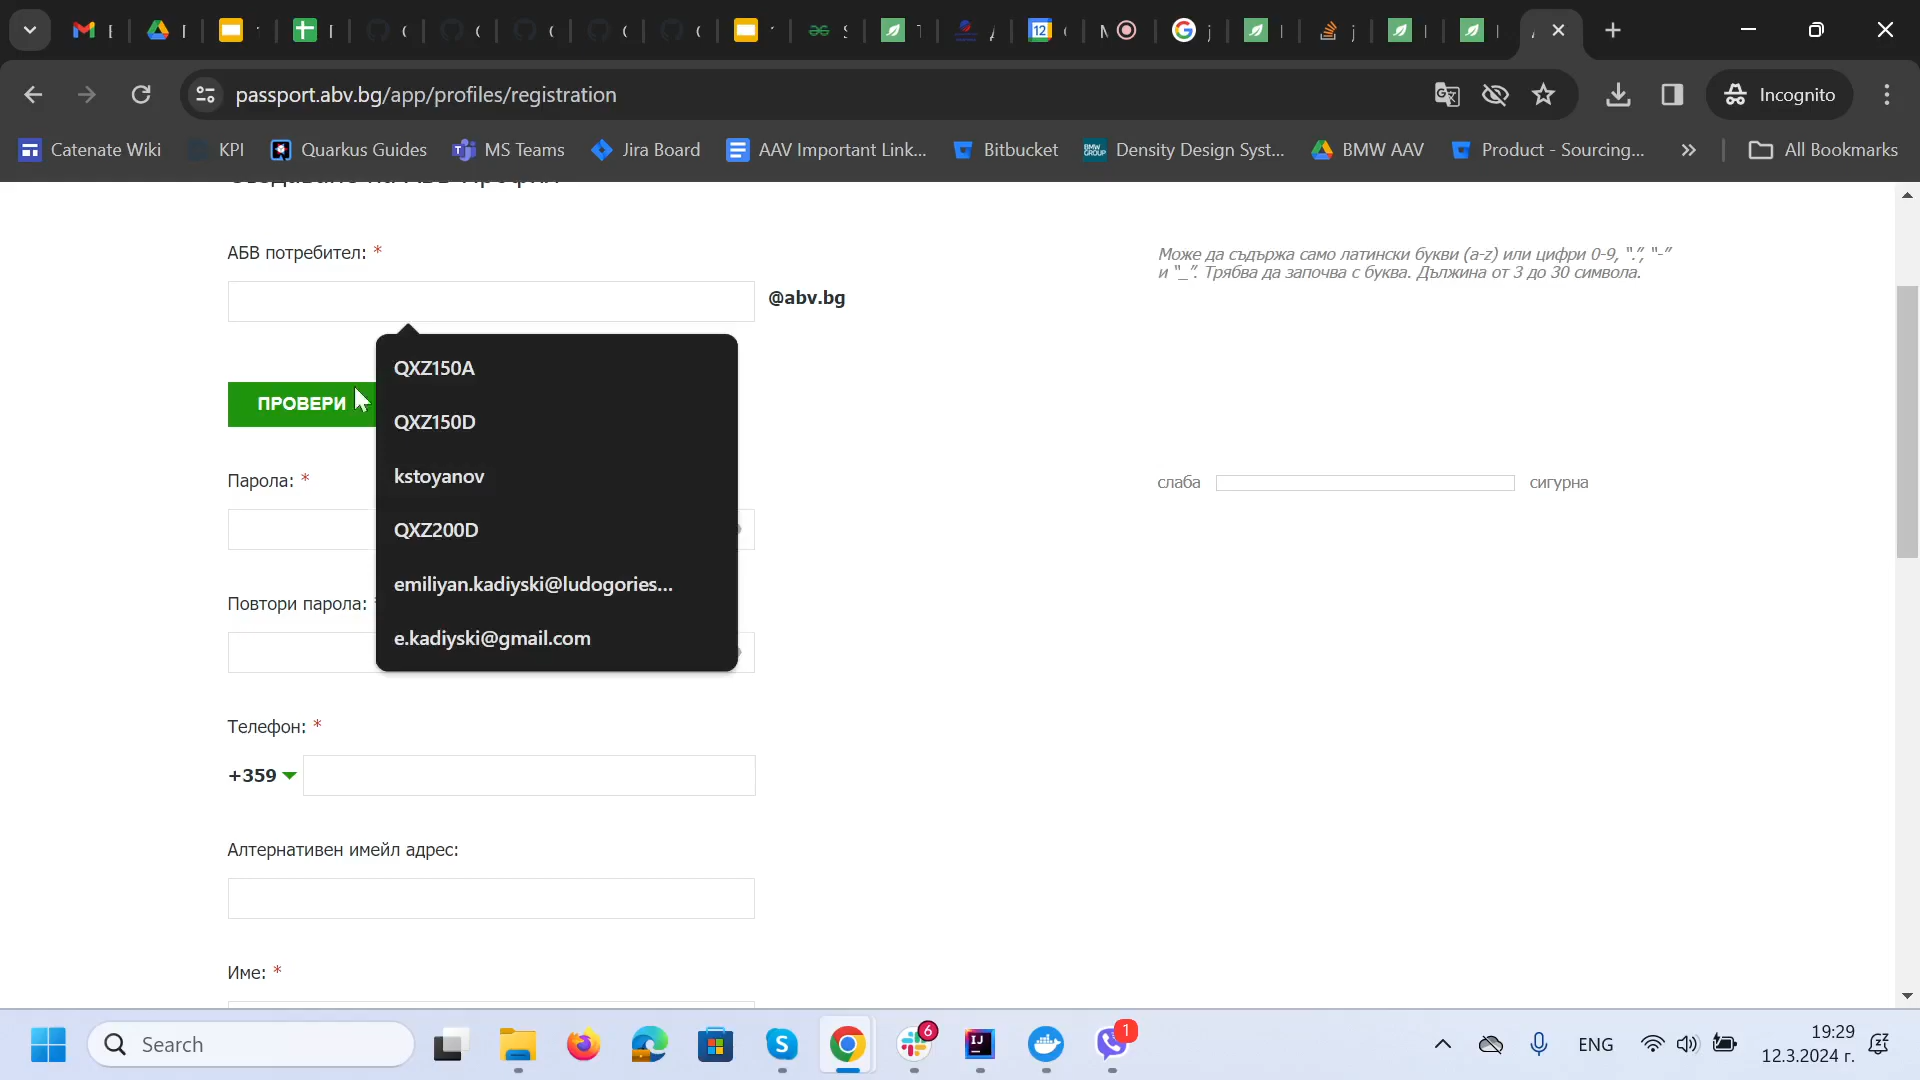 passport.abv.bg/app/profiles/registration
Incognito
Catenate Wiki
KPI
Quarkus Guides
MS Teams
Jira Board
AAV Important Link...
Bitbucket
Density Design Syst...
BMW AAV
Product - Sourcing...
All Bookmarks
АБВ потребител: *
@abv.bg
Може да съдържа само латински букви (a-z) или цифри 0-9, ".", "-"
и "_". Трябва да започва с буква. Дължина от 3 до 30 символа.
QXZ150A
ПРОВЕРИ
QXZ150D
kstoyanov
Парола: *
слаба
сигурна
QXZ200D
emiliyan.kadiyski@ludogories...
Повтори парола:
e.kadiyski@gmail.com
Телефон: *
+359
Алтернативен имейл адрес:
Име: *
Search
6
1
ENG
19:29
12.3.2024 г.